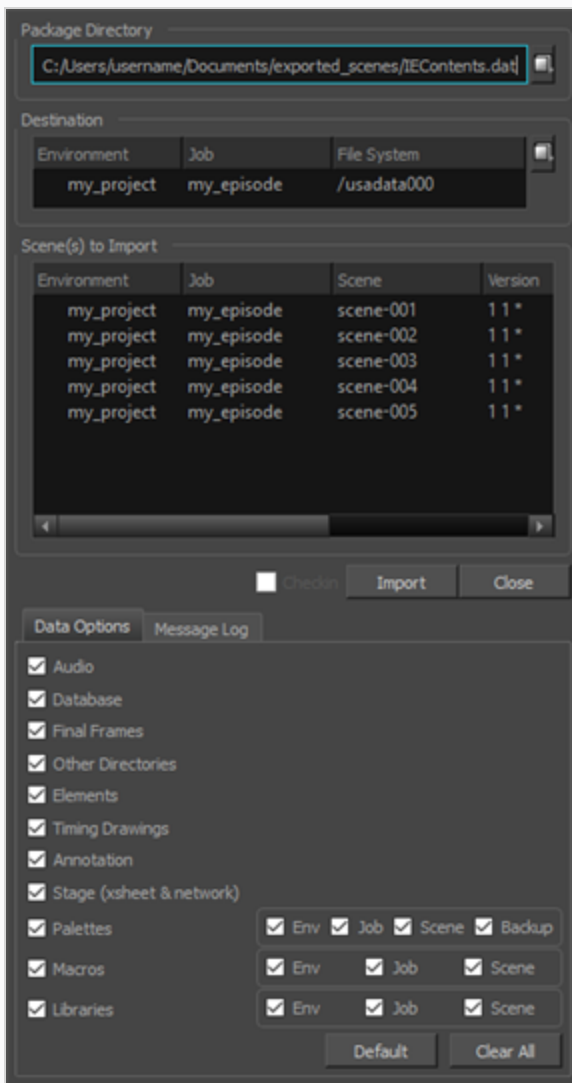 Package Directory
C:/Users/username/Documents/exported_scenes/IEContents.dat
Destination
Environment Job File System
my_project my_episode /usadata000
Scene(s) to Import
Environment Job Scene Version
my_project my_episode scene-001 1 1 *
my_project my_episode scene-002 1 1 *
my_project my_episode scene-003 1 1 *
my_project my_episode scene-004 1 1 *
my_project my_episode scene-005 1 1 *
Checkin Import Close
Data Options Message Log
Audio
Database
Final Frames
Other Directories
Elements
Timing Drawings
Annotation
Stage (xsheet & network)
Palettes Env Job Scene Backup
Macros Env Job Scene
Libraries Env Job Scene
Default Clear All